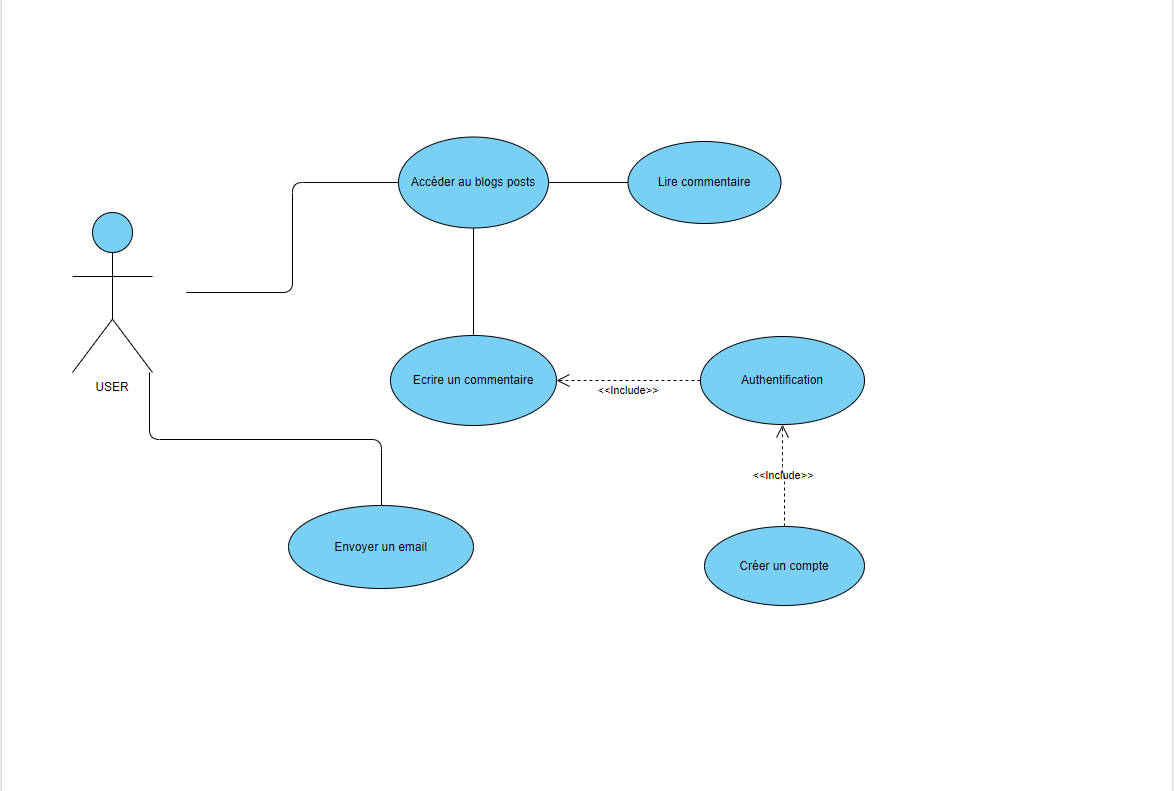 Accéder au blogs posts
Lire commentaire
USER
Ecrire un commentaire
<<Include>>
Authentification
<<Include>>
Envoyer un email
Créer un compte